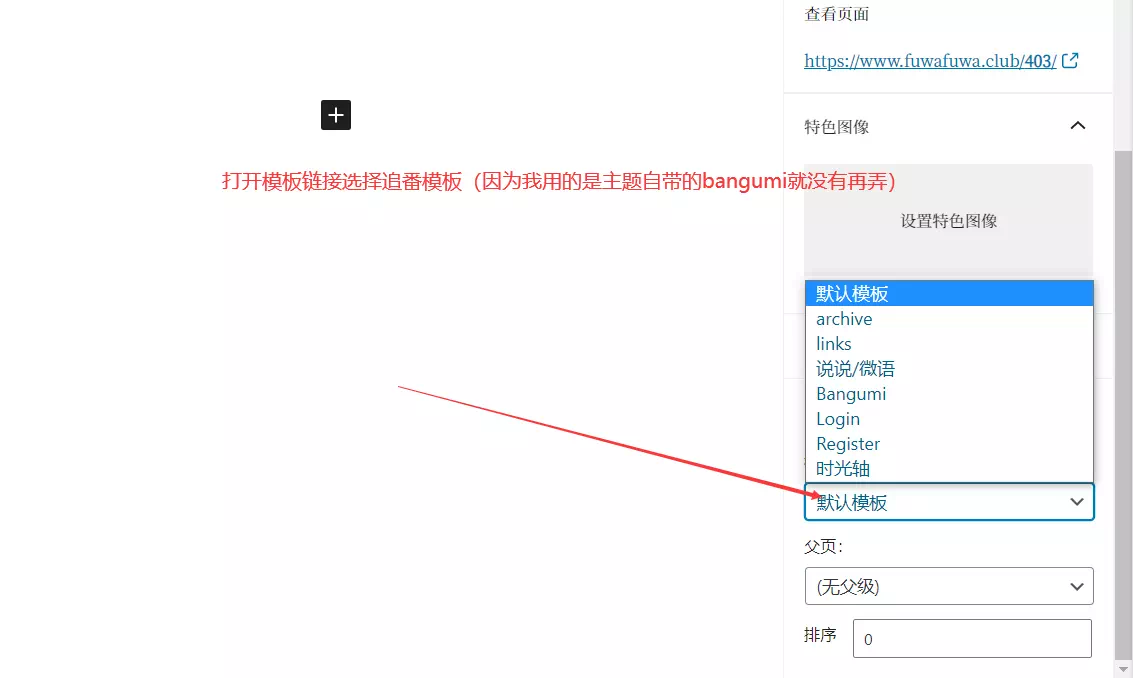 查看页面
https://www.fuwafuwa.club/403/
特色图像
打开模板链接选择追番模板（因为我用的是主题自带的bangumi就没有再弄）
设置特色图像
默认模板
archive
links
说说/微语
Bangumi
Login
Register
时光轴
默认模板
父页：
(无父级)
排序
0